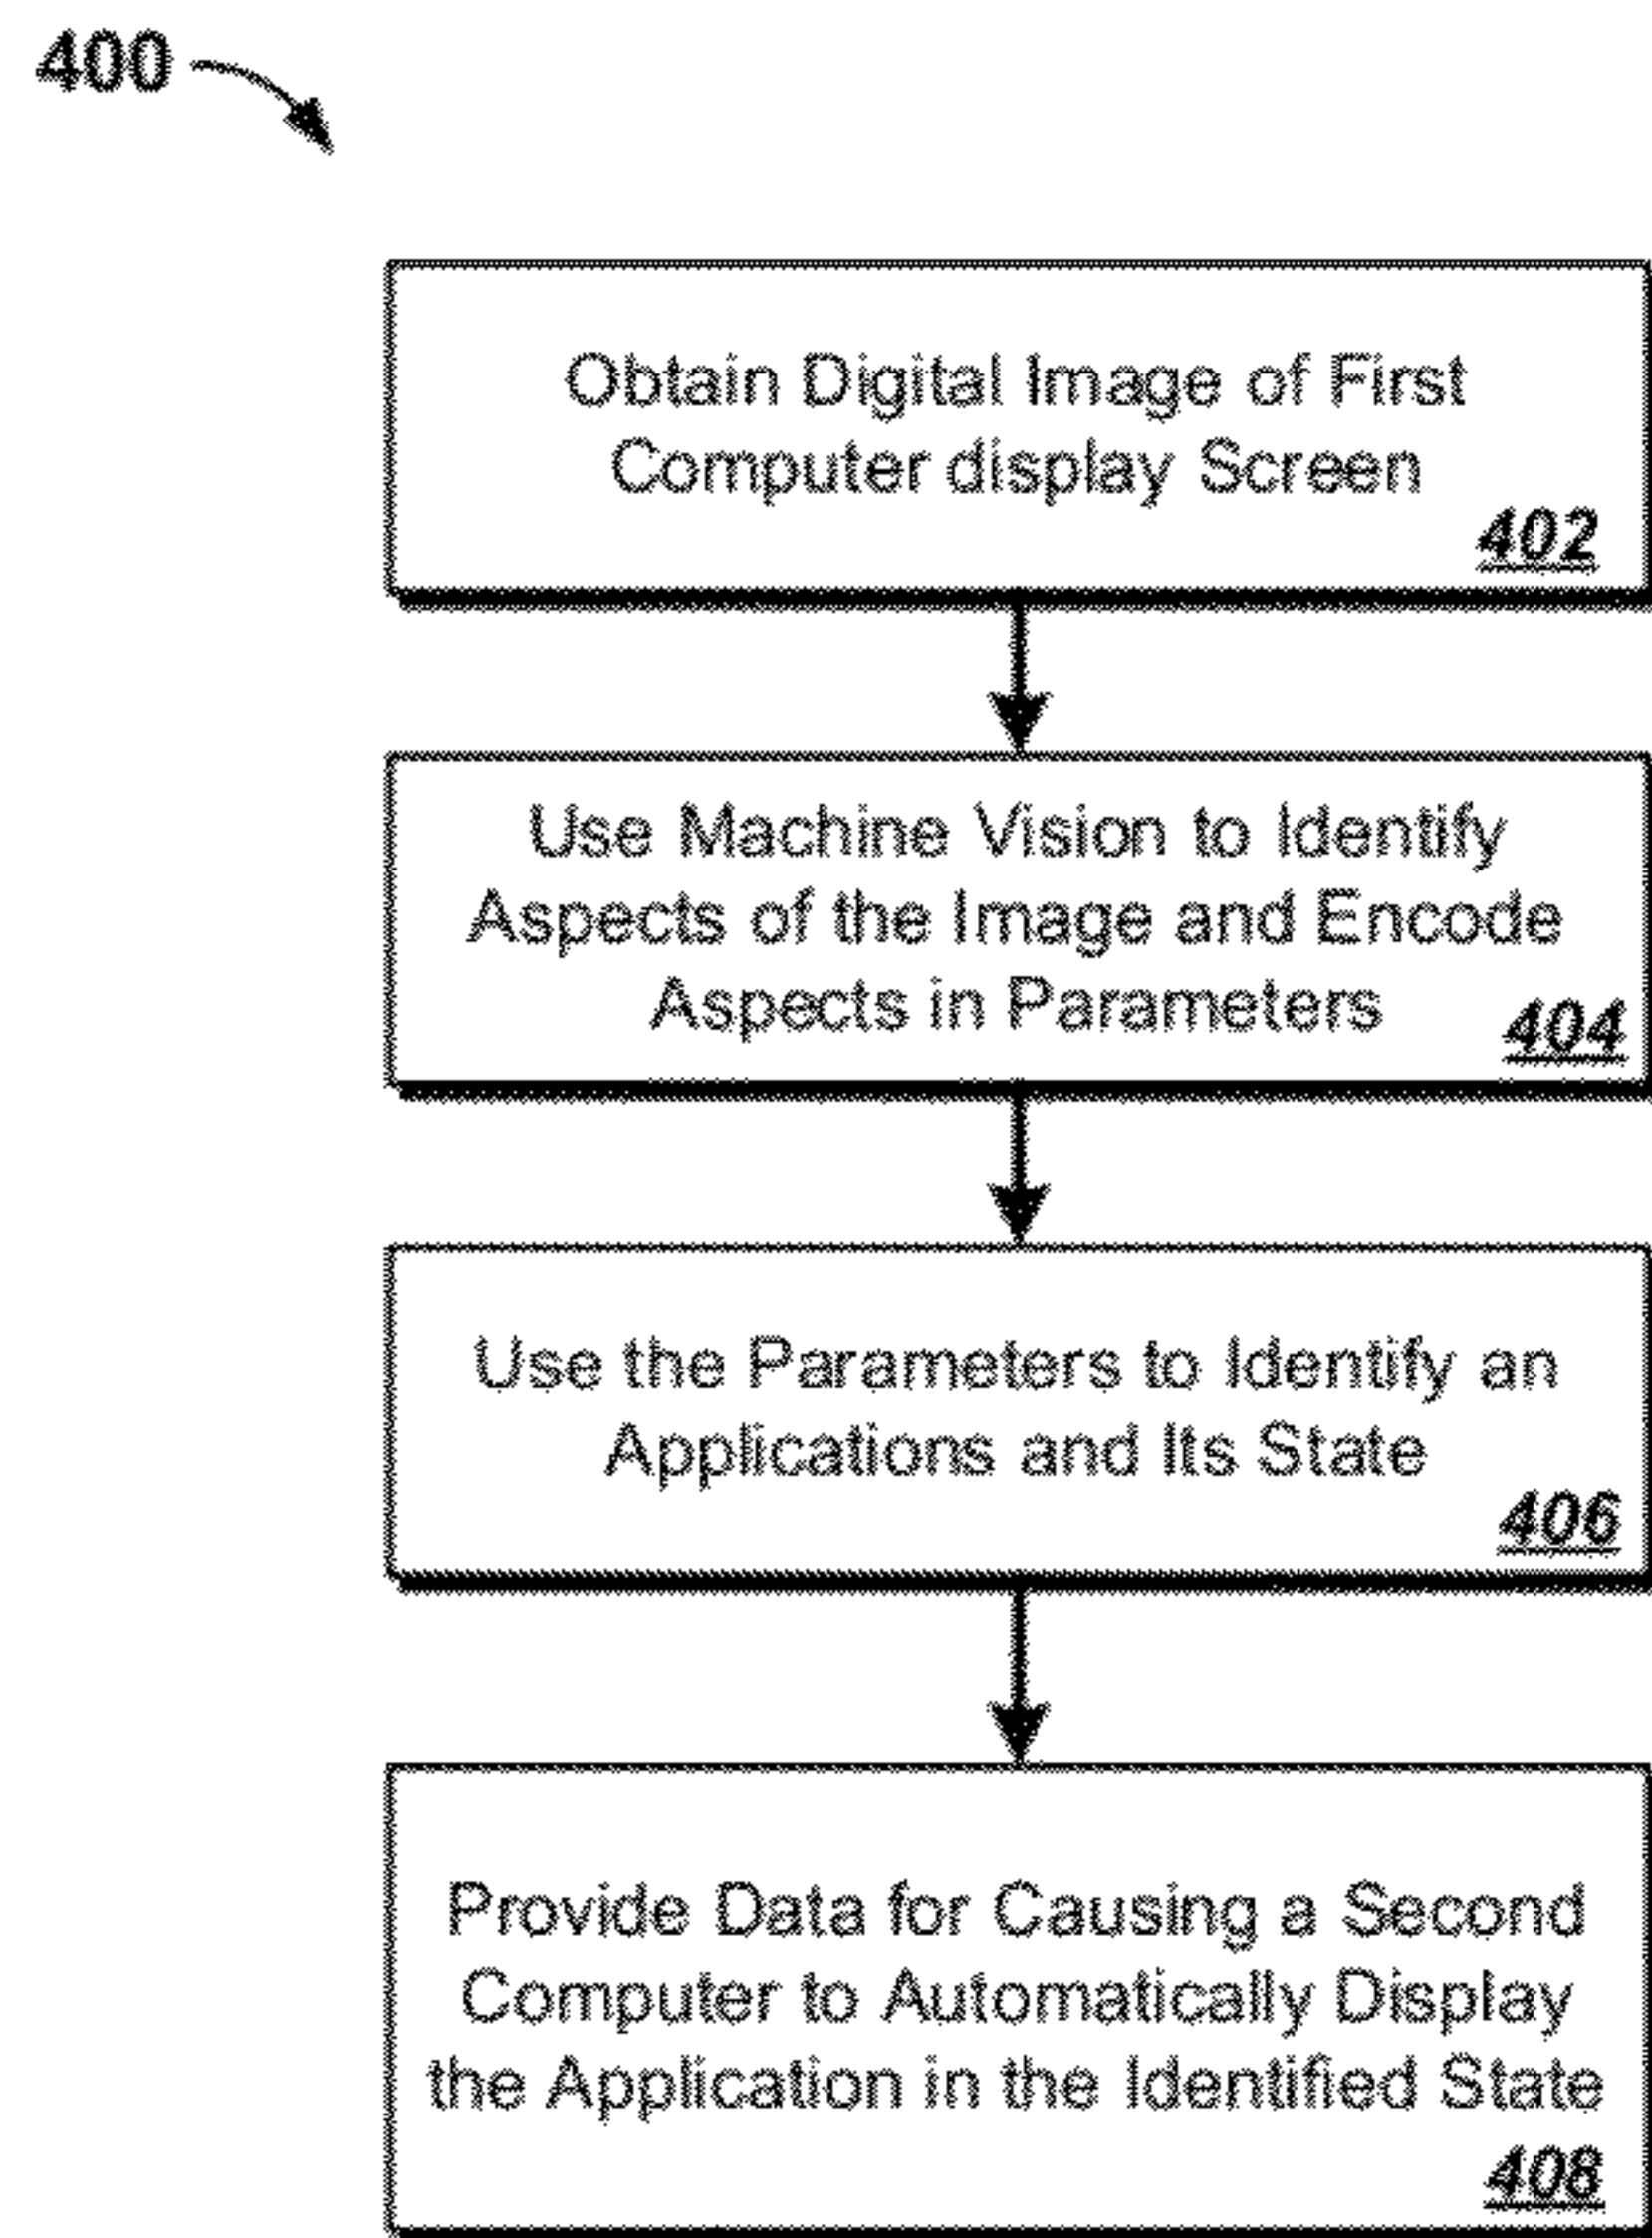 400
Obtain Digital Image of First
Computer display Screen
402
Use Machine Vision to Identify
Aspects of the Image and Encode
Aspects in Parameters
404
Use the Parameters to Identify an
Applications and Its State
406
Provide Data for Causing a Second
Computer to Automatically Display
the Application in the Identified State
408